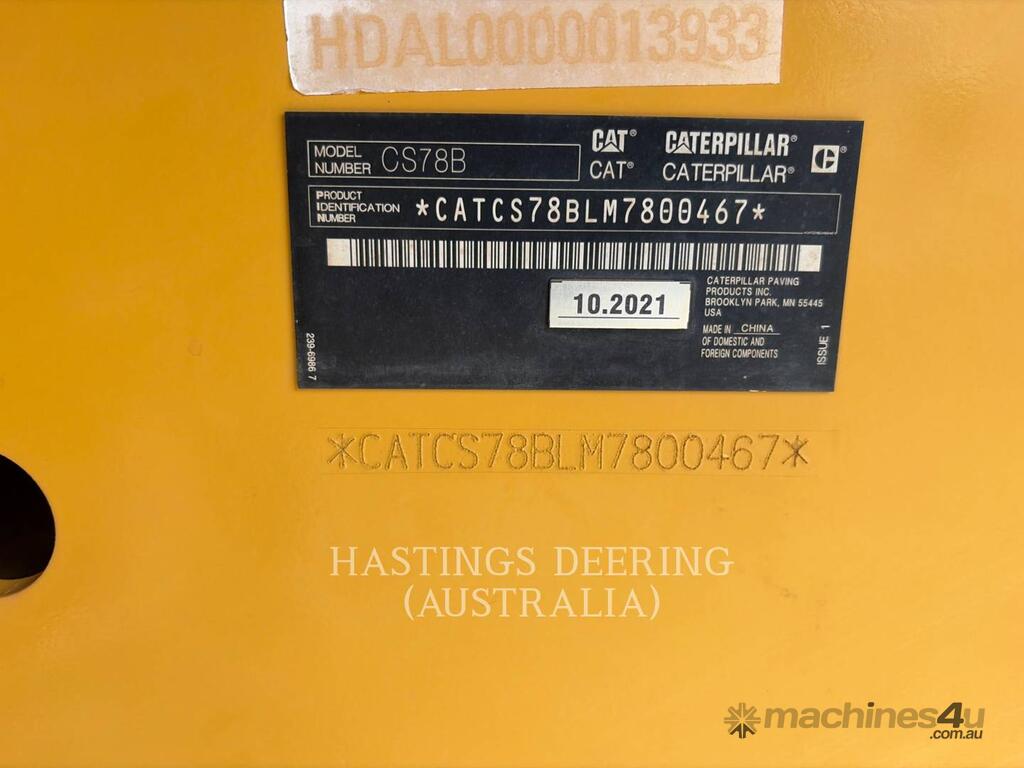 HDAL0000013933
MODEL NUMBER CS78B
CAT® CATERPILLAR®
CAT® CATERPILLAR®
PRODUCT IDENTIFICATION NUMBER *CATCS78BLM7800467*
10.2021
CATERPILLAR PAVING
PRODUCTS INC.
BROOKLYN PARK, MN 55445
USA
MADE IN CHINA
OF DOMESTIC AND
FOREIGN COMPONENTS
239-6986 7
ISSUE 1
*CATCS78BLM7800467*
HASTINGS DEERING
(AUSTRALIA)
machines4u
.com.au